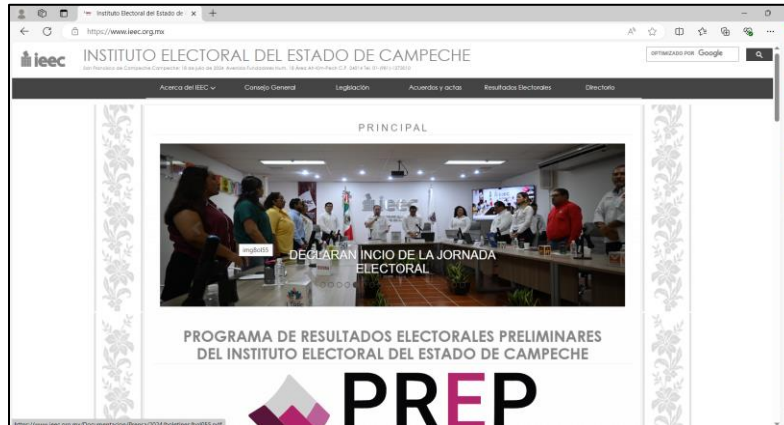 Instituto Electoral del Estado de
https://www.ieec.org.mx
ieec
INSTITUTO ELECTORAL DEL ESTADO DE CAMPECHE
OPTIMIZADO POR Google
Acerca del IEEC
Consejo General
Legislación
Acuerdos y actas
Resultados Electorales
Directorio
PRINCIPAL
ieec
imgBol55
DECLARAN INCIO DE LA JORNADA
ELECTORAL
PROGRAMA DE RESULTADOS ELECTORALES PRELIMINARES
DEL INSTITUTO ELECTORAL DEL ESTADO DE CAMPECHE
PREP